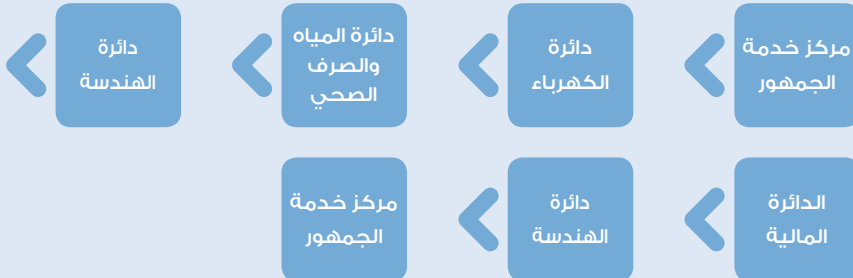 مركز خدمة
الجمهور
دائرة
الكهرباء
دائرة المياه
والصرف
الصحي
دائرة
الهندسة
الدائرة
المالية
دائرة
الهندسة
مركز خدمة
الجمهور